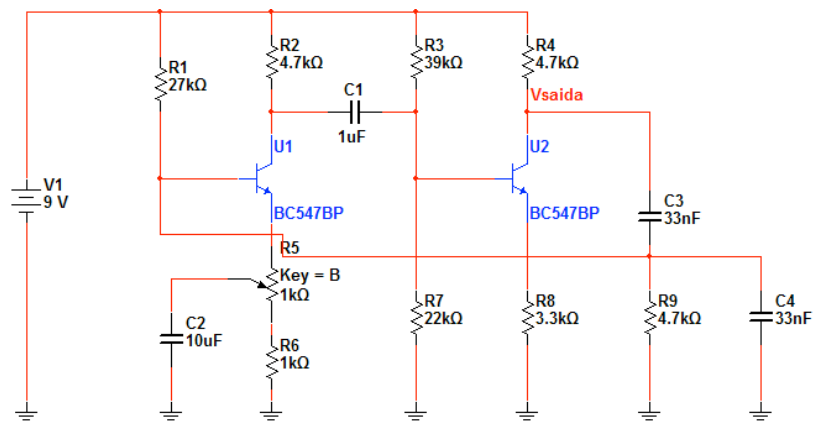 R1
27kΩ
R2
4.7kΩ
R3
39kΩ
R4
4.7kΩ
Vsaida
C1
1uF
U1
BC547BP
U2
BC547BP
V1
9 V
C3
33nF
R5
Key = B
1kΩ
C2
10uF
R6
1kΩ
R7
22kΩ
R8
3.3kΩ
R9
4.7kΩ
C4
33nF